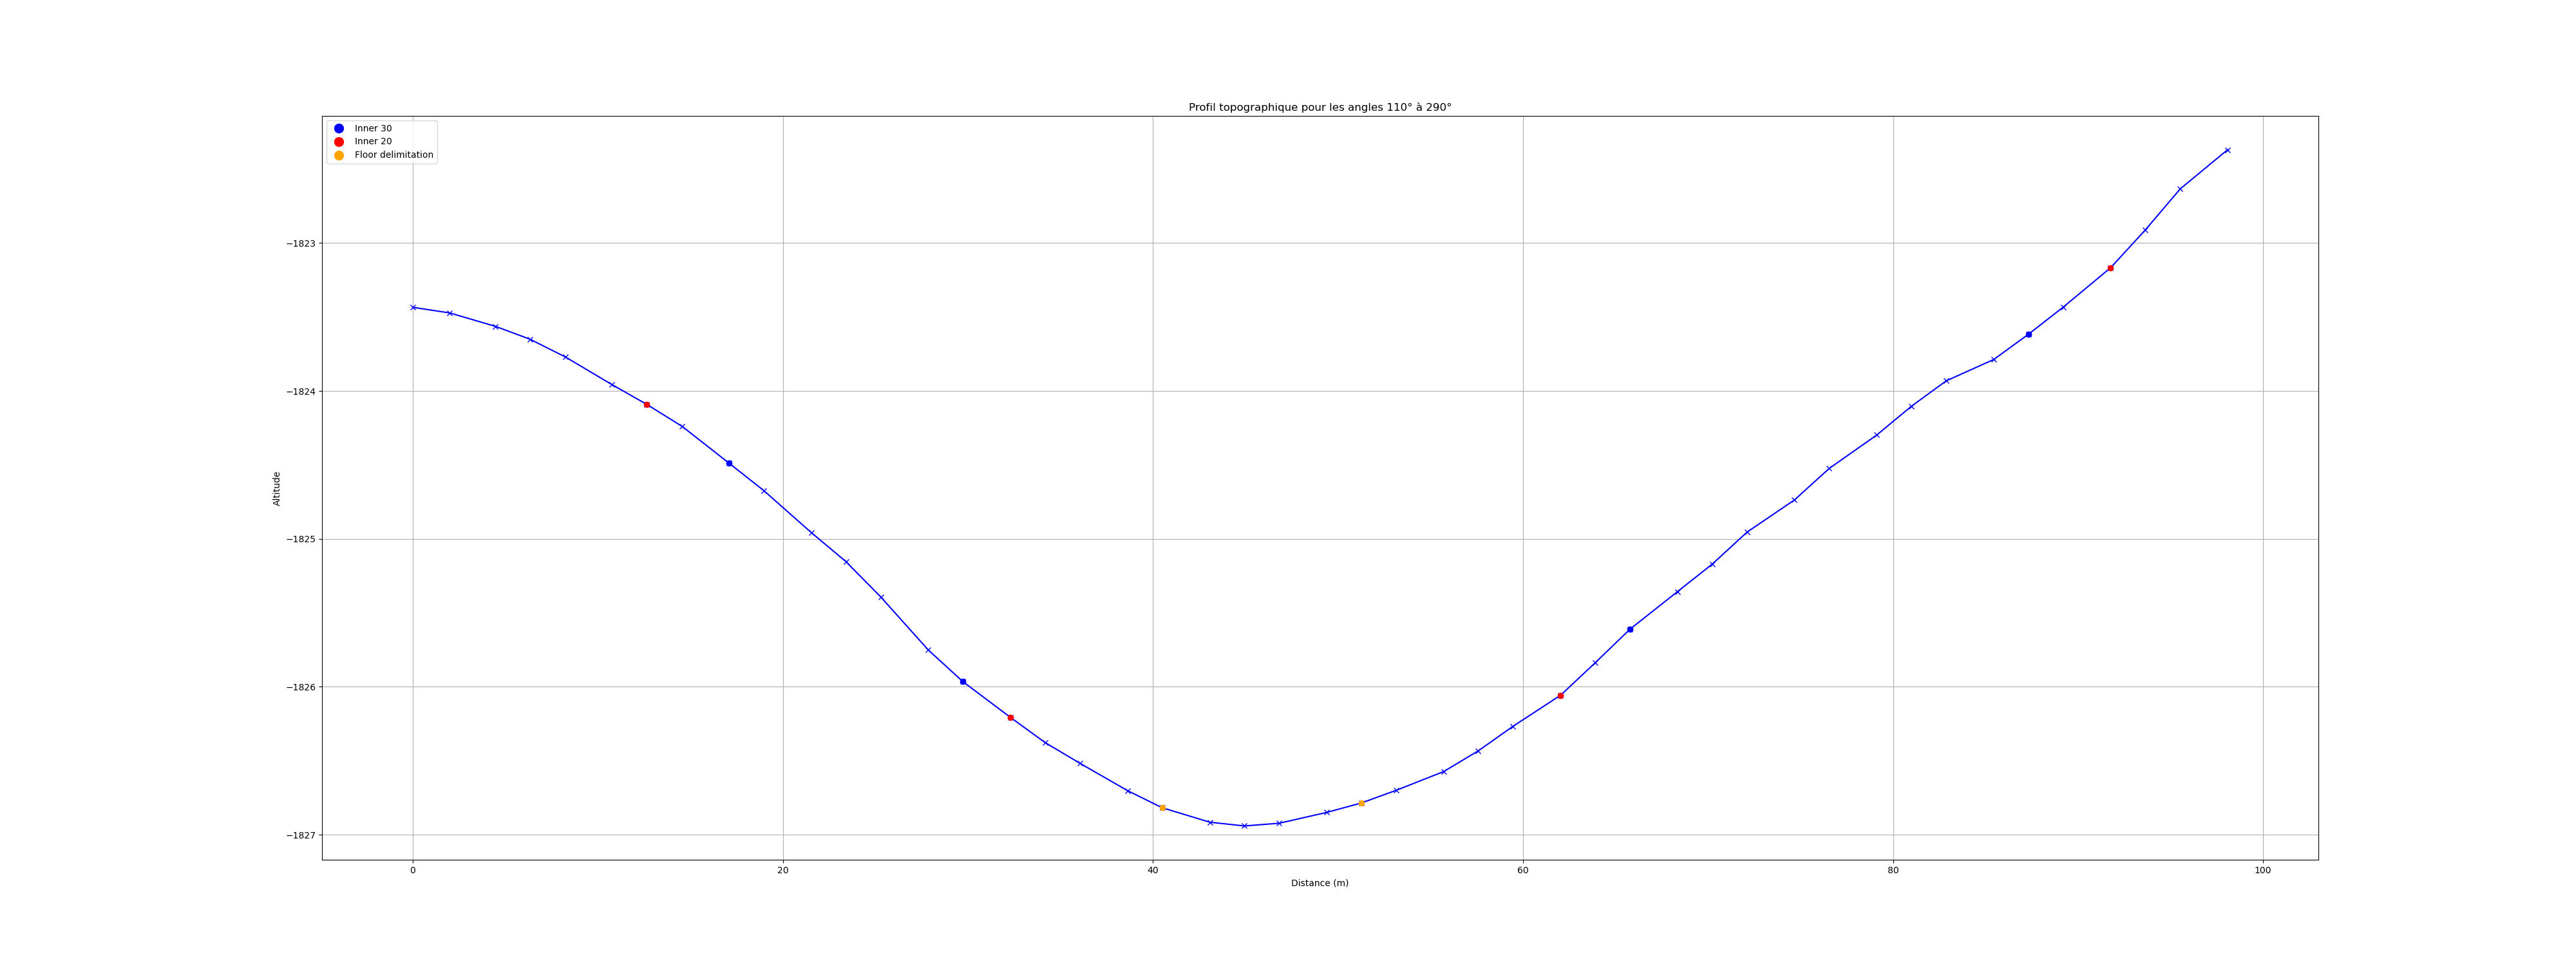 Profil topographique pour les angles 110° à 290°
Inner 30
Inner 20
Floor delimitation
−1823
−1824
−1825
−1826
−1827
Altitude
0 20 40 60 80 100
Distance (m)